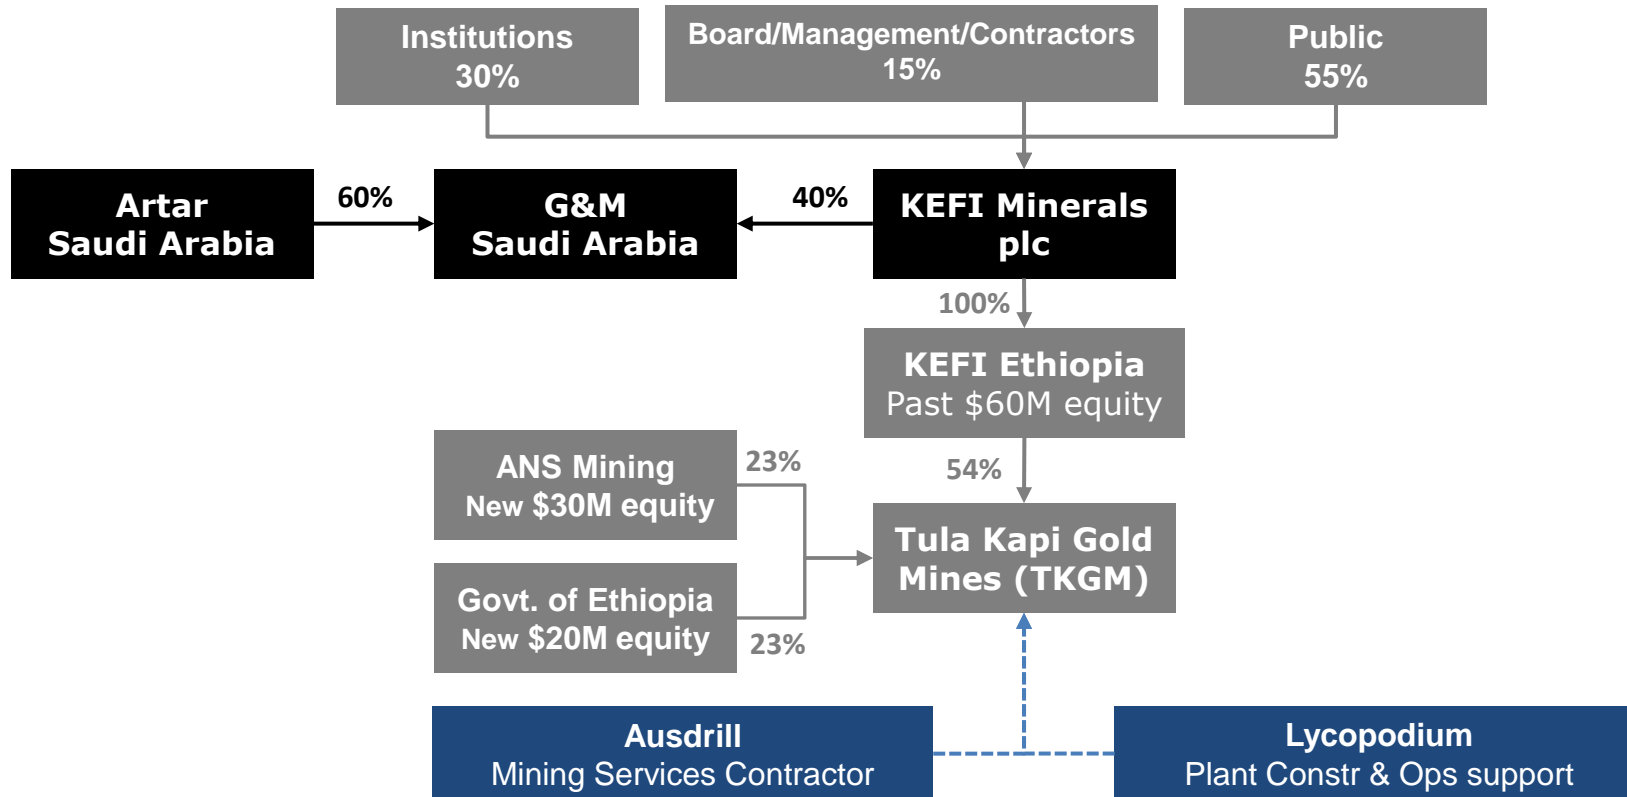 Institutions
30%
Board/Management/Contractors
15%
Public
55%
Artar
Saudi Arabia
60%
G&M
Saudi Arabia
40%
KEFI Minerals
plc
100%
KEFI Ethiopia
Past $60M equity
ANS Mining
New $30M equity
23%
54%
Tula Kapi Gold
Mines (TKGM)
Govt. of Ethiopia
New $20M equity
23%
Ausdrill
Mining Services Contractor
Lycopodium
Plant Constr & Ops support